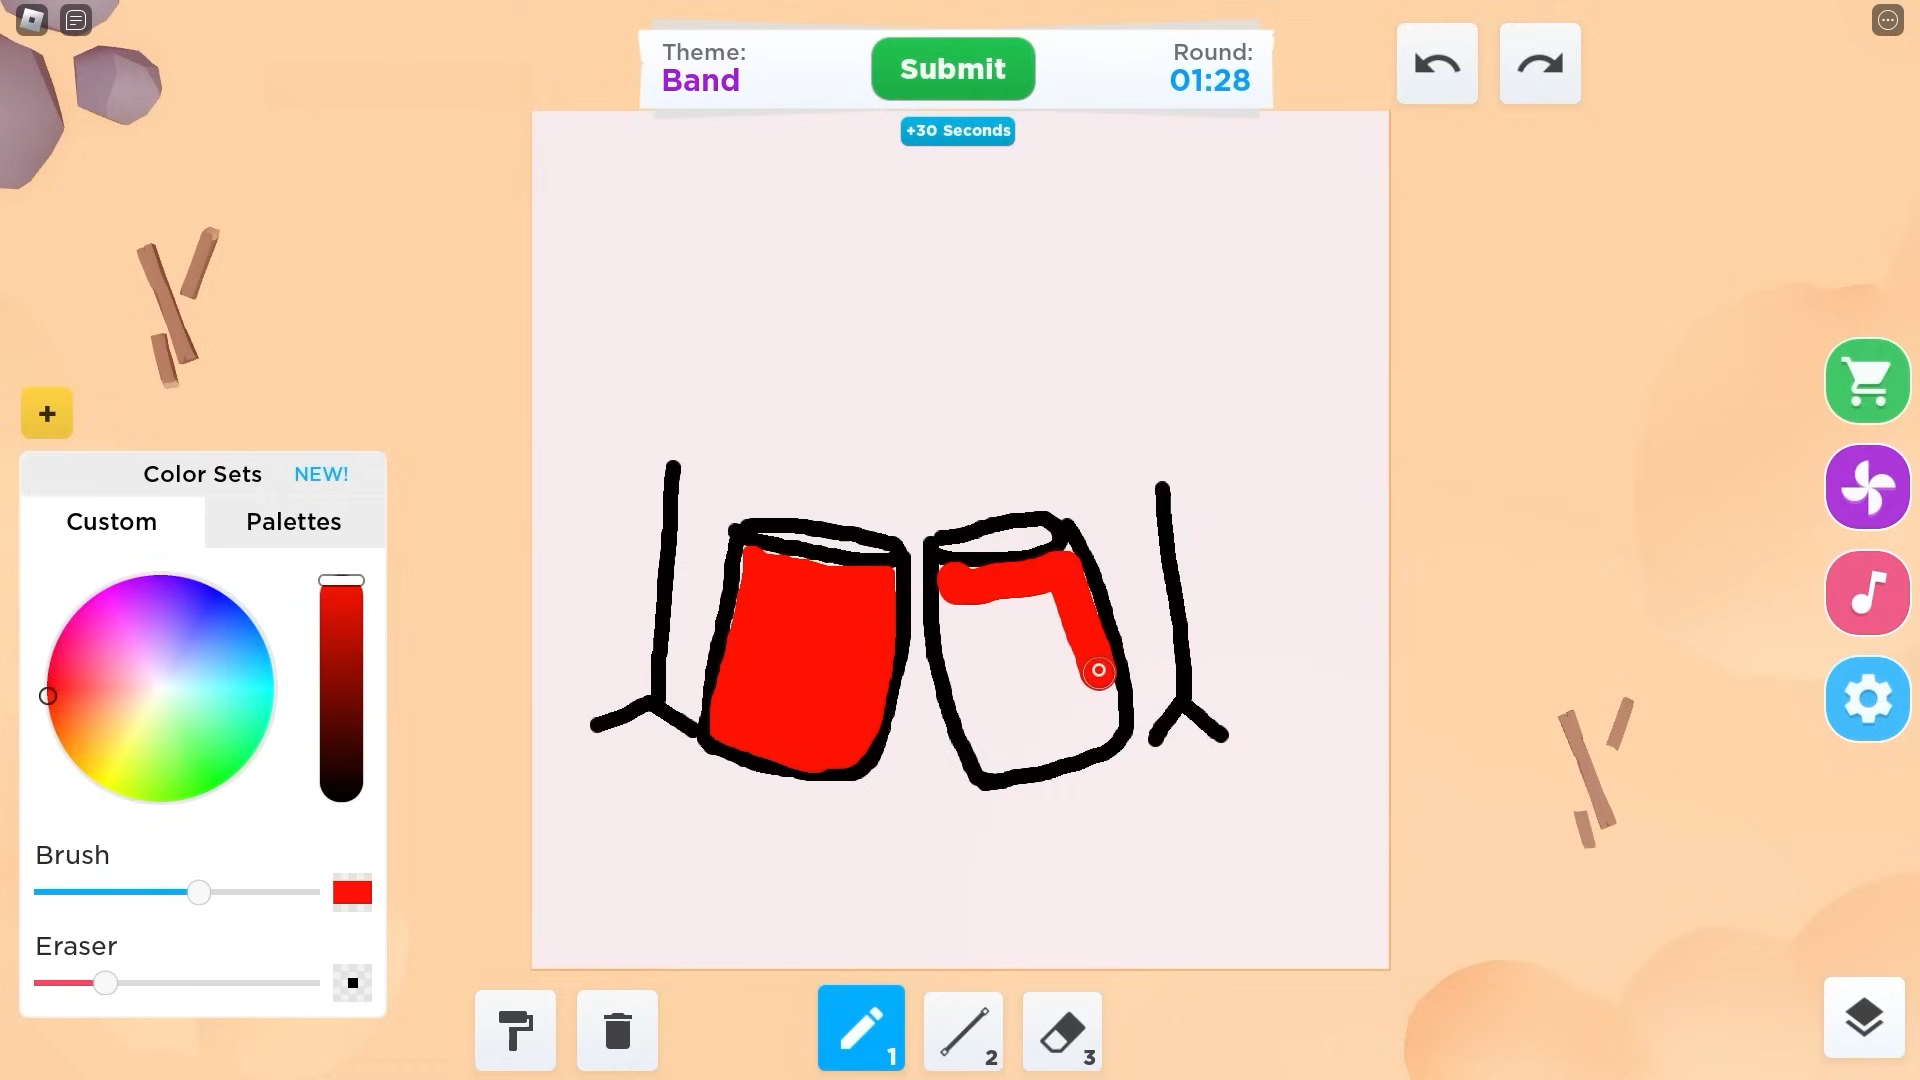 Theme:
Band
Submit
Round:
01:28
+30 Seconds
+
Color Sets NEW!
Custom
Palettes
Brush
Eraser
1
2
3